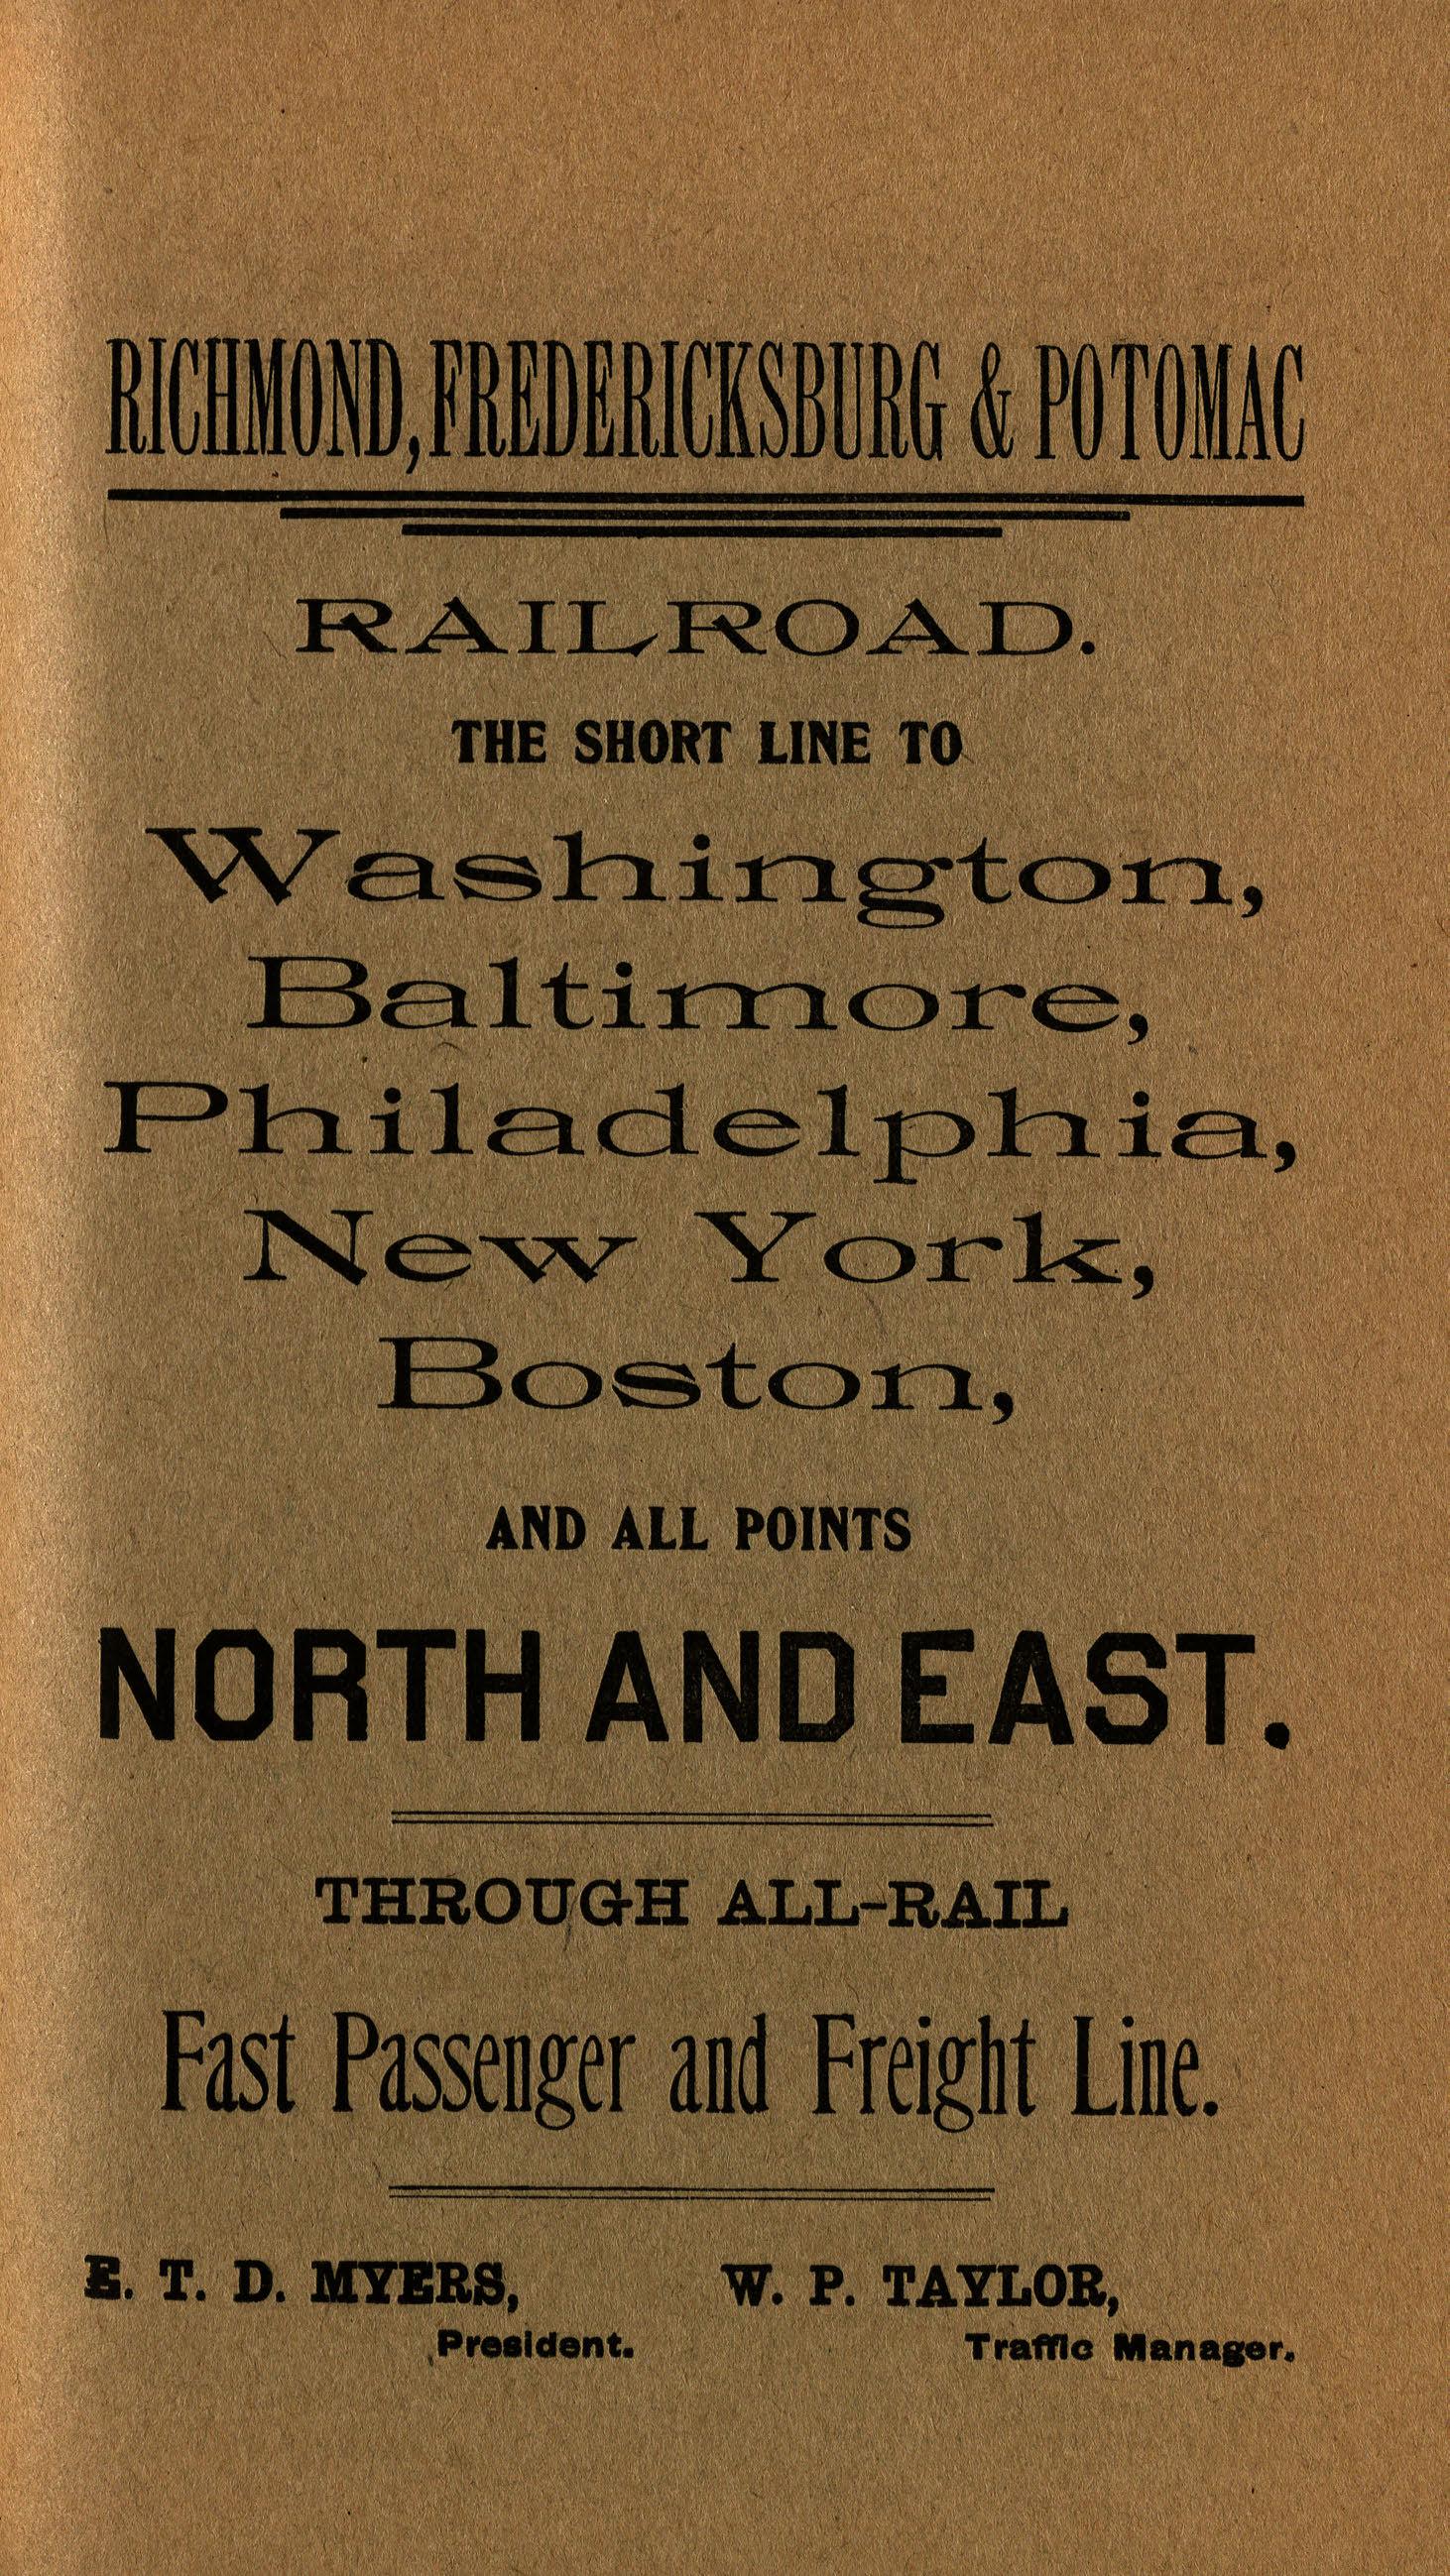 RICHMOND, FREDERICKSBURG & POTOMAC
RAILROAD.
THE SHORT LINE TO
Washington,
Baltimore,
Philadelphia,
New York,
Boston,
AND ALL POINTS
NORTH AND EAST.
THROUGH ALL-RAIL
Fast Passenger and Freight Line.
E. T. D. MYERS, W. P. TAYLOR,
President. Traffic Manager.